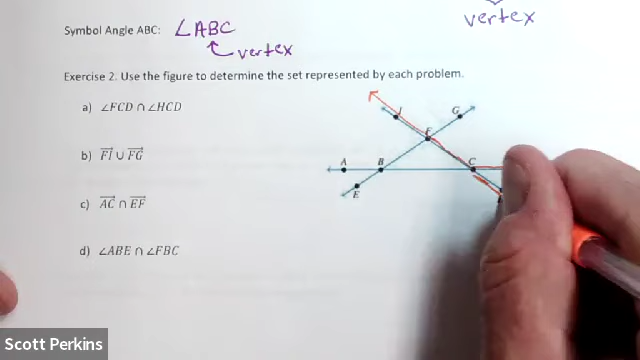 vertex
Symbol Angle ABC: ∠ABC
vertex
Exercise 2. Use the figure to determine the set represented by each problem.
a) ∠FCD ∩ ∠HCD
b) FI ∪ FG
c) AC ∩ EF
d) ∠ABE ∩ ∠FBC
I
G
F
A
B
C
E
Scott Perkins